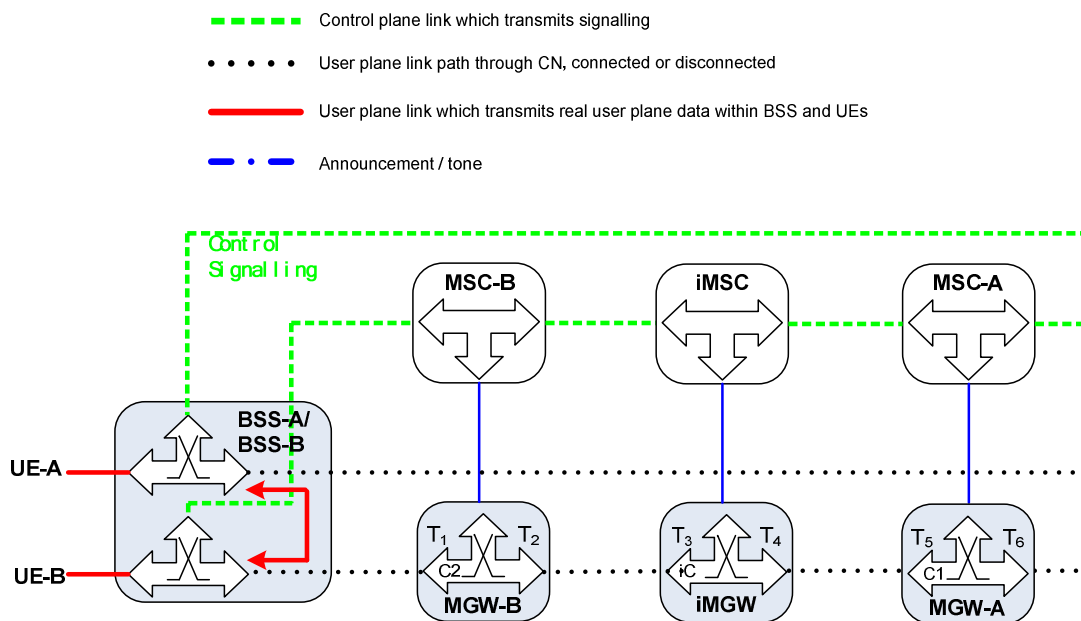 Control plane link which transmits signalling
User plane link path through CN, connected or disconnected
User plane link which transmits real user plane data within BSS and UEs
Announcement / tone
Control
Signalling
MSC-B
iMSC
MSC-A
BSS-A/
BSS-B
UE-A
UE-B
T1
T2
C2
MGW-B
T3
T4
iC
iMGW
T5
T6
C1
MGW-A